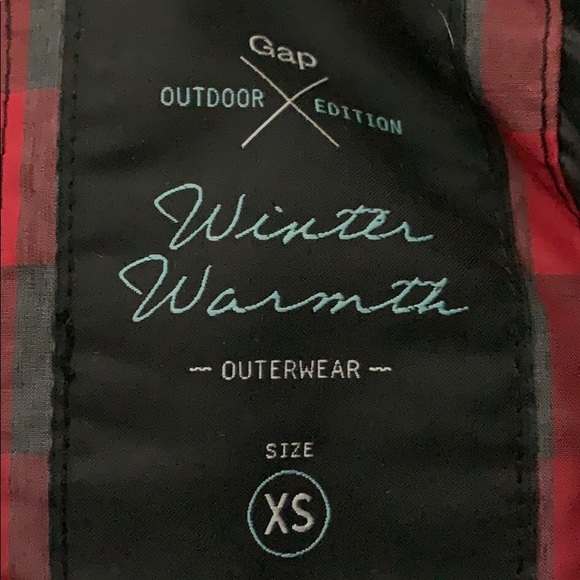 Gap
OUTDOOR EDITION
Winter
Warmth
~ OUTERWEAR ~
SIZE
XS